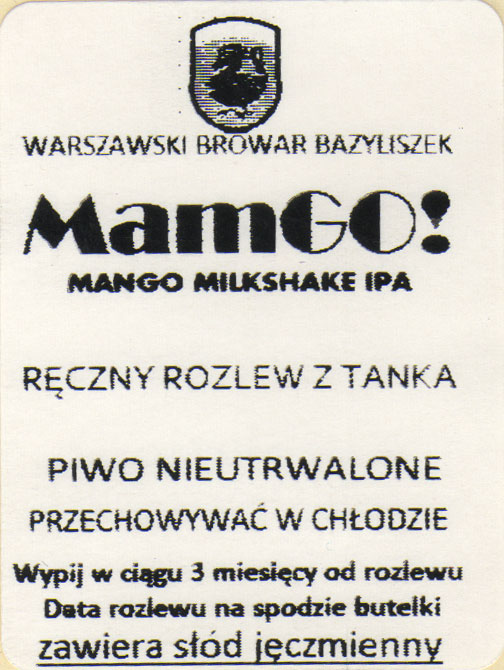 WARSZAWSKI BROWAR BAZYLISZEK
MamGO!
MANGO MILKSHAKE IPA
RĘCZNY ROZLEW Z TANKA
PIWO NIEUTRWALONE
PRZECHOWYWAĆ W CHŁODZIE
Wypij w ciągu 3 miesięcy od rozlewu
Data rozlewu na spodzie butelki
zawiera słód jęczmienny